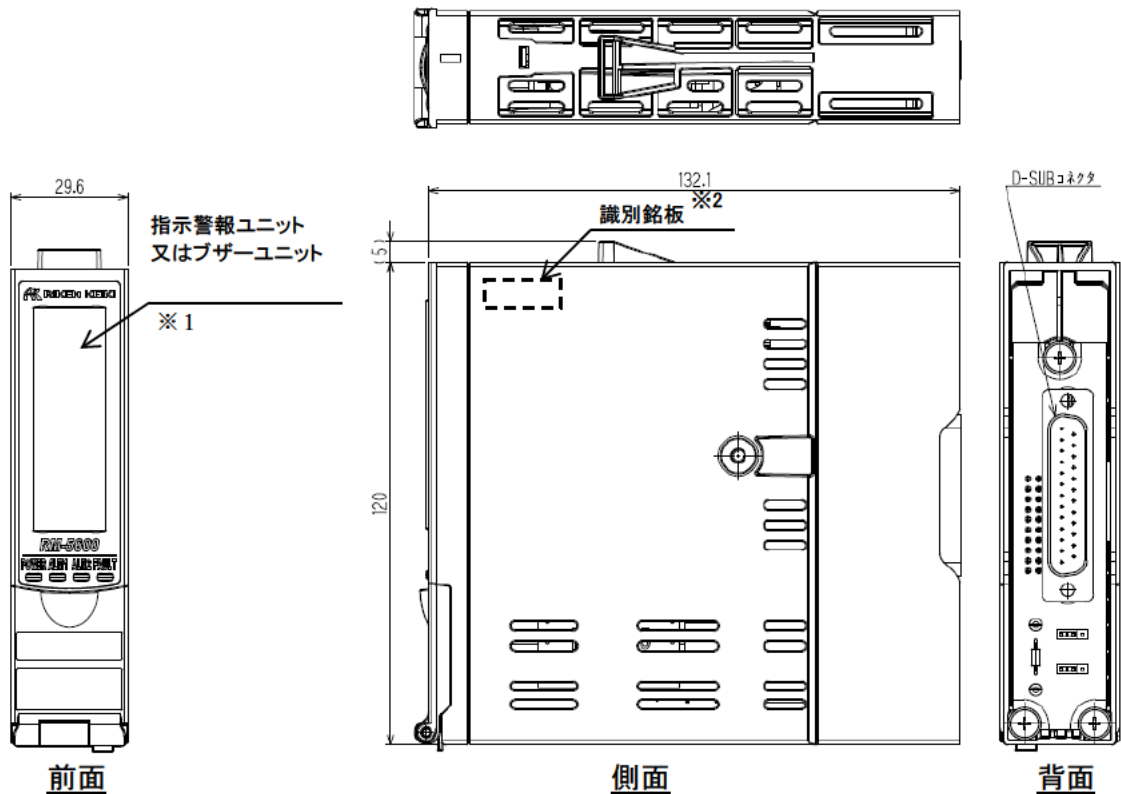 29.6
指示警報ユニット
又はブザーユニット
※1
132.1
識別銘板 ※2
(5)
120
D-SUBコネクタ
RIKEN KEIKI
RM-5600
POWER ALM1 ALM2 FAULT
前面
側面
背面